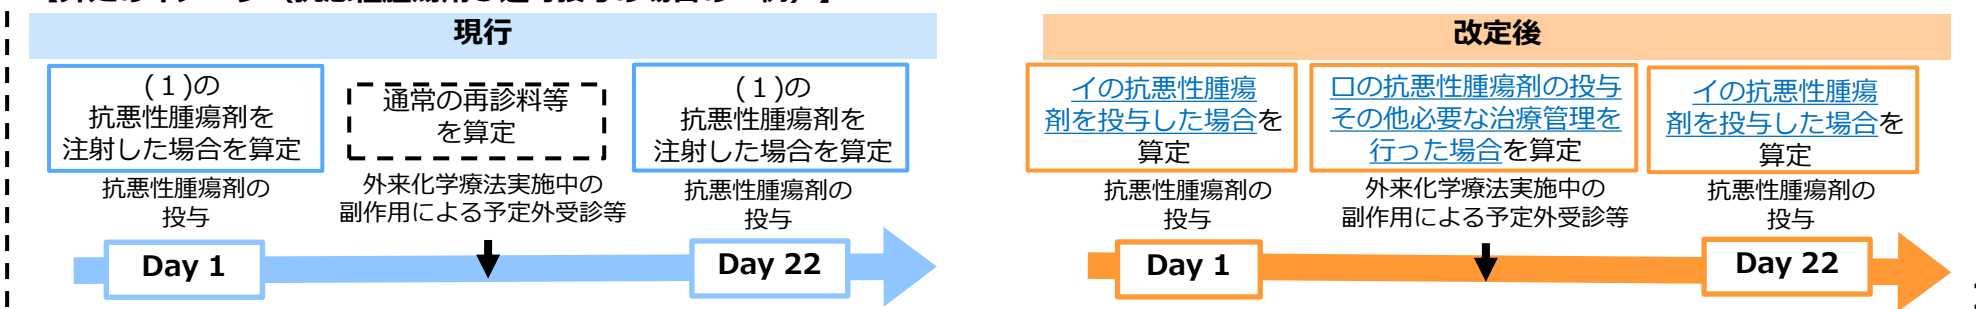 現行
(１)の
抗悪性腫瘍剤を
注射した場合を算定
通常の再診料等
を算定
(１)の
抗悪性腫瘍剤を
注射した場合を算定
抗悪性腫瘍剤の
投与
外来化学療法実施中の
副作用による予定外受診等
抗悪性腫瘍剤の
投与
Day 1
Day 22
改定後
イの抗悪性腫瘍
剤を投与した場合を
算定
ロの抗悪性腫瘍剤の投与
その他必要な治療管理を
行った場合を算定
イの抗悪性腫瘍
剤を投与した場合を
算定
抗悪性腫瘍剤の
投与
外来化学療法実施中の
副作用による予定外受診等
抗悪性腫瘍剤の
投与
Day 1
Day 22